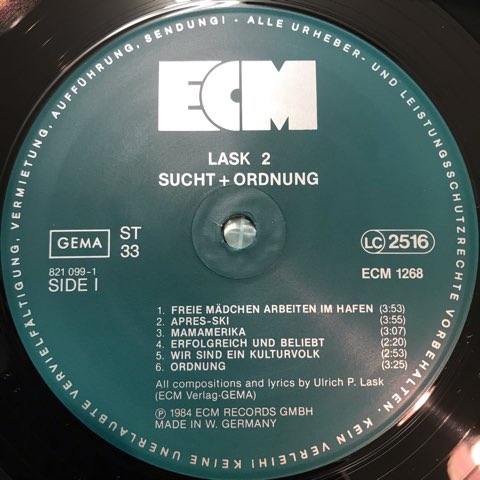 KEINE UNERLAUBTE VERVIELFÄLTIGUNG, VERMIETUNG, AUFFÜHRUNG, SENDUNG! · ALLE URHEBER- UND LEISTUNGSSCHUTZRECHTE VORBEHALTEN · KEIN VERLEIH!
ECM
LASK 2
SUCHT + ORDNUNG
GEMA
ST
33
LC 2516
821 099-1
SIDE I
ECM 1268
1. FREIE MÄDCHEN ARBEITEN IM HAFEN (3:53)
2. APRES-SKI (3:55)
3. MAMAMERIKA (3:07)
4. ERFOLGREICH UND BELIEBT (2:20)
5. WIR SIND EIN KULTURVOLK (2:53)
6. ORDNUNG (3:25)
All compositions and lyrics by Ulrich P. Lask
(ECM Verlag-GEMA)
Ⓟ 1984 ECM RECORDS GMBH
MADE IN W. GERMANY